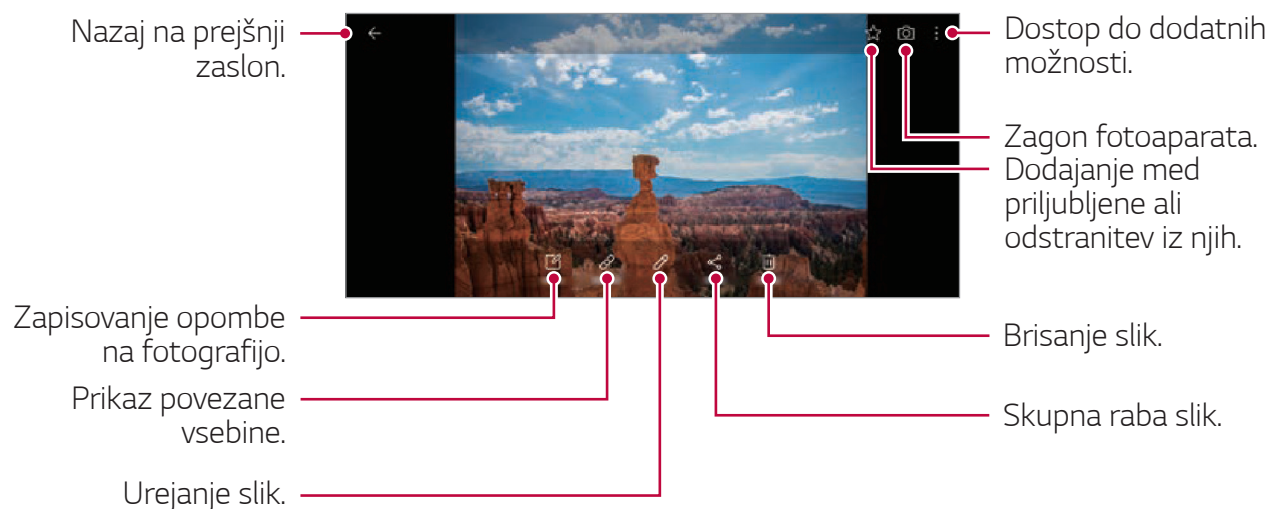 Nazaj na prejšnji
zaslon.
Zapisovanje opombe
na fotografijo.
Prikaz povezane
vsebine.
Urejanje slik.
Dostop do dodatnih
možnosti.
Zagon fotoaparata.
Dodajanje med
priljubljene ali
odstranitev iz njih.
Brisanje slik.
Skupna raba slik.